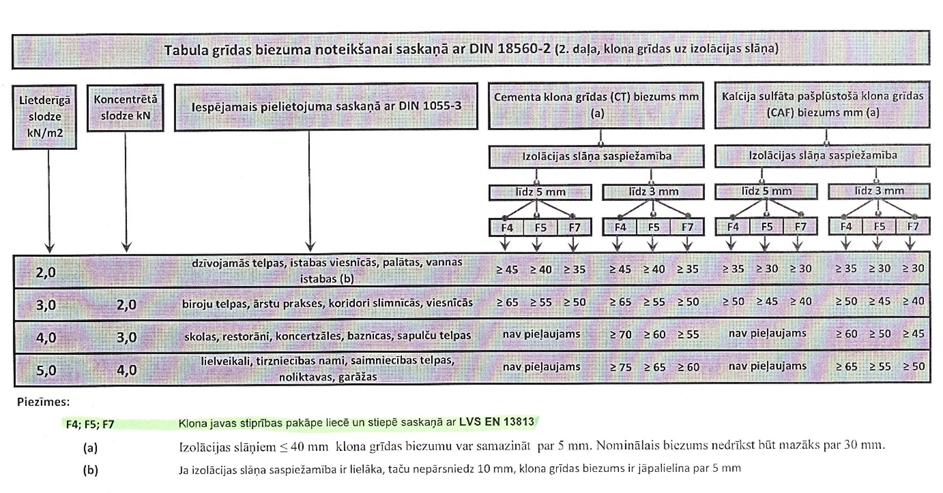 Tabula grīdas biezuma noteikšanai saskaņā ar DIN 18560-2 (2. daļa, klona grīdas uz izolācijas slāņa)
Lietderīgā slodze kN/m2
Koncentrētā slodze kN
Iespējamais pielietojuma saskaņā ar DIN 1055-3
Cementa klona grīdas (CT) biezums mm (a)
Kalcija sulfāta pašplūstošā klona grīdas (CAF) biezums mm (a)
Izolācijas slāņa saspiežamība
Izolācijas slāņa saspiežamība
līdz 5 mm līdz 3 mm līdz 5 mm līdz 3 mm
F4 F5 F7 F4 F5 F7 F4 F5 F7 F4 F5 F7
2,0 dzīvojamās telpas, istabas viesnīcās, palātas, vannas istabas (b) ≥ 45 ≥ 40 ≥ 35 ≥ 45 ≥ 40 ≥ 35 ≥ 35 ≥ 30 ≥ 30 ≥ 35 ≥ 30 ≥ 30
3,0 2,0 biroju telpas, ārstu prakses, koridori slimnīcās, viesnīcās ≥ 65 ≥ 55 ≥ 50 ≥ 65 ≥ 55 ≥ 50 ≥ 50 ≥ 45 ≥ 40 ≥ 50 ≥ 45 ≥ 40
4,0 3,0 skolas, restorāni, koncertzāles, baznīcas, sapulču telpas nav pieļaujams ≥ 70 ≥ 60 ≥ 55 nav pieļaujams ≥ 60 ≥ 50 ≥ 45
5,0 4,0 lielveikali, tirzniecības nami, saimniecības telpas, noliktavas, garāžas nav pieļaujams ≥ 75 ≥ 65 ≥ 60 nav pieļaujams ≥ 65 ≥ 55 ≥ 50
Piezīmes:
F4; F5; F7 Klona javas stiprības pakāpe liecē un stiepē saskaņā ar LVS EN 13813
(a) Izolācijas slāņiem ≤ 40 mm klona grīdas biezumu var samazināt par 5 mm. Nominālais biezums nedrīkst būt mazāks par 30 mm.
(b) Ja izolācijas slāņa saspiežamība ir lielāka, taču nepārsniedz 10 mm, klona grīdas biezums ir jāpalielina par 5 mm